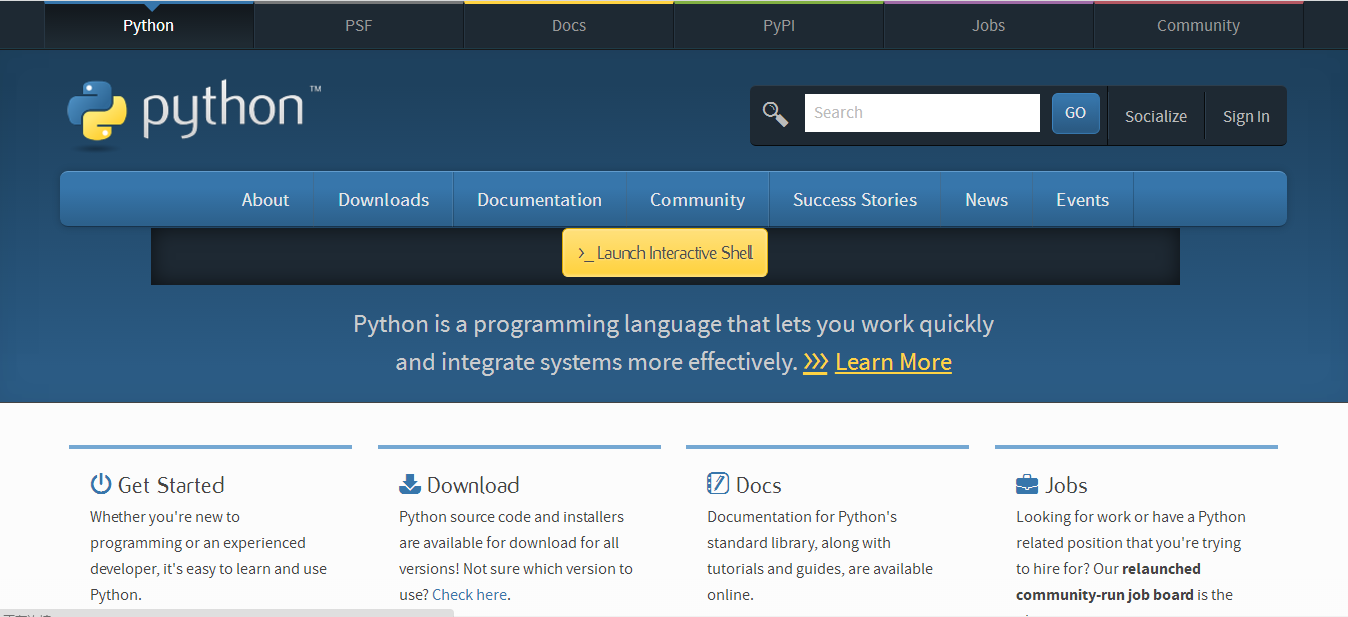 Python PSF Docs PyPI Jobs Community
python™
Search GO Socialize Sign In
About Downloads Documentation Community Success Stories News Events
>_ Launch Interactive Shell
Python is a programming language that lets you work quickly
and integrate systems more effectively. >>> Learn More
Get Started
Whether you're new to
programming or an experienced
developer, it's easy to learn and use
Python.
Download
Python source code and installers
are available for download for all
versions! Not sure which version to
use? Check here.
Docs
Documentation for Python's
standard library, along with
tutorials and guides, are available
online.
Jobs
Looking for work or have a Python
related position that you're trying
to hire for? Our relaunched
community-run job board is the